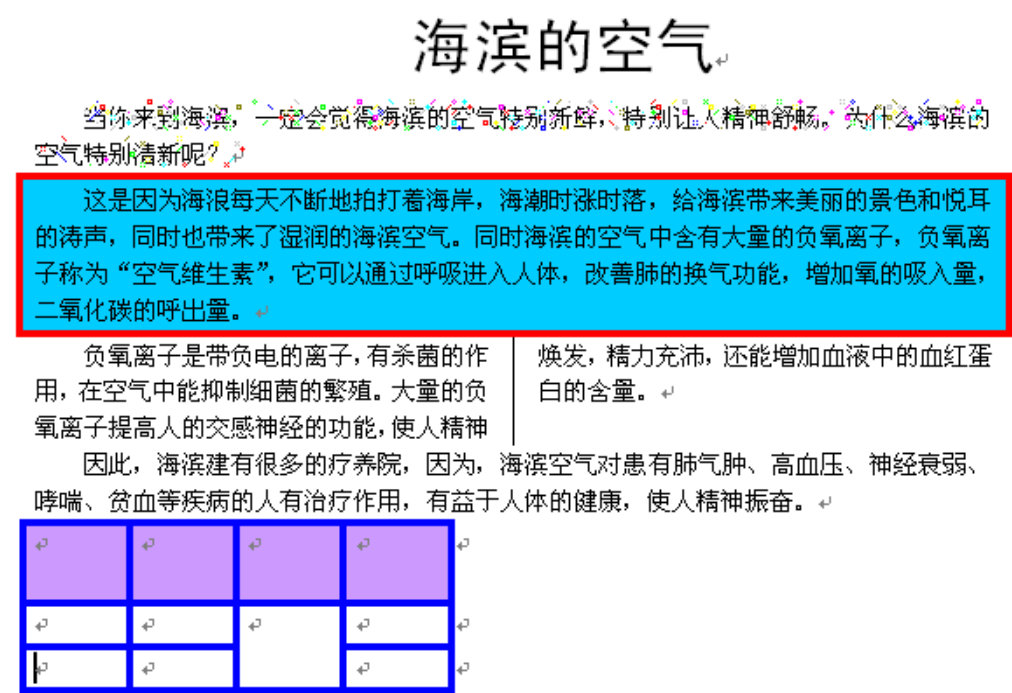 海滨的空气
当你来到海滨，一定会觉得海滨的空气特别新鲜，特别让人精神舒畅。为什么海滨的
空气特别清新呢？
这是因为海浪每天不断地拍打着海岸，海潮时涨时落，给海滨带来美丽的景色和悦耳
的涛声，同时也带来了湿润的海滨空气。同时海滨的空气中含有大量的负氧离子，负氧离
子称为“空气维生素”，它可以通过呼吸进入人体，改善肺的换气功能，增加氧的吸入量，
二氧化碳的呼出量。
负氧离子是带负电的离子，有杀菌的作
用，在空气中能抑制细菌的繁殖。大量的负
氧离子提高人的交感神经的功能，使人精神
焕发，精力充沛，还能增加血液中的血红蛋
白的含量。
因此，海滨建有很多的疗养院，因为，海滨空气对患有肺气肿、高血压、神经衰弱、
哮喘、贫血等疾病的人有治疗作用，有益于人体的健康，使人精神振奋。